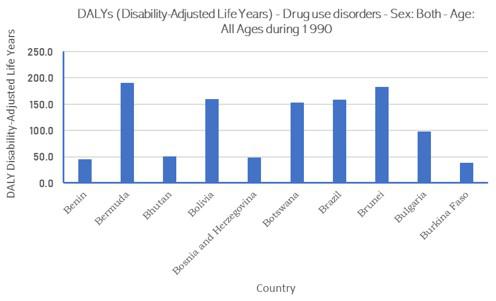 DALYs (Disability-Adjusted Life Years) - Drug use disorders - Sex: Both - Age:
All Ages during 1990
DALY Disability-Adjusted Life Years
250.0
200.0
150.0
100.0
50.0
0.0
Benin
Bermuda
Bhutan
Bolivia
Bosnia and Herzegovina
Botswana
Brazil
Brunei
Bulgaria
Burkina Faso
Country